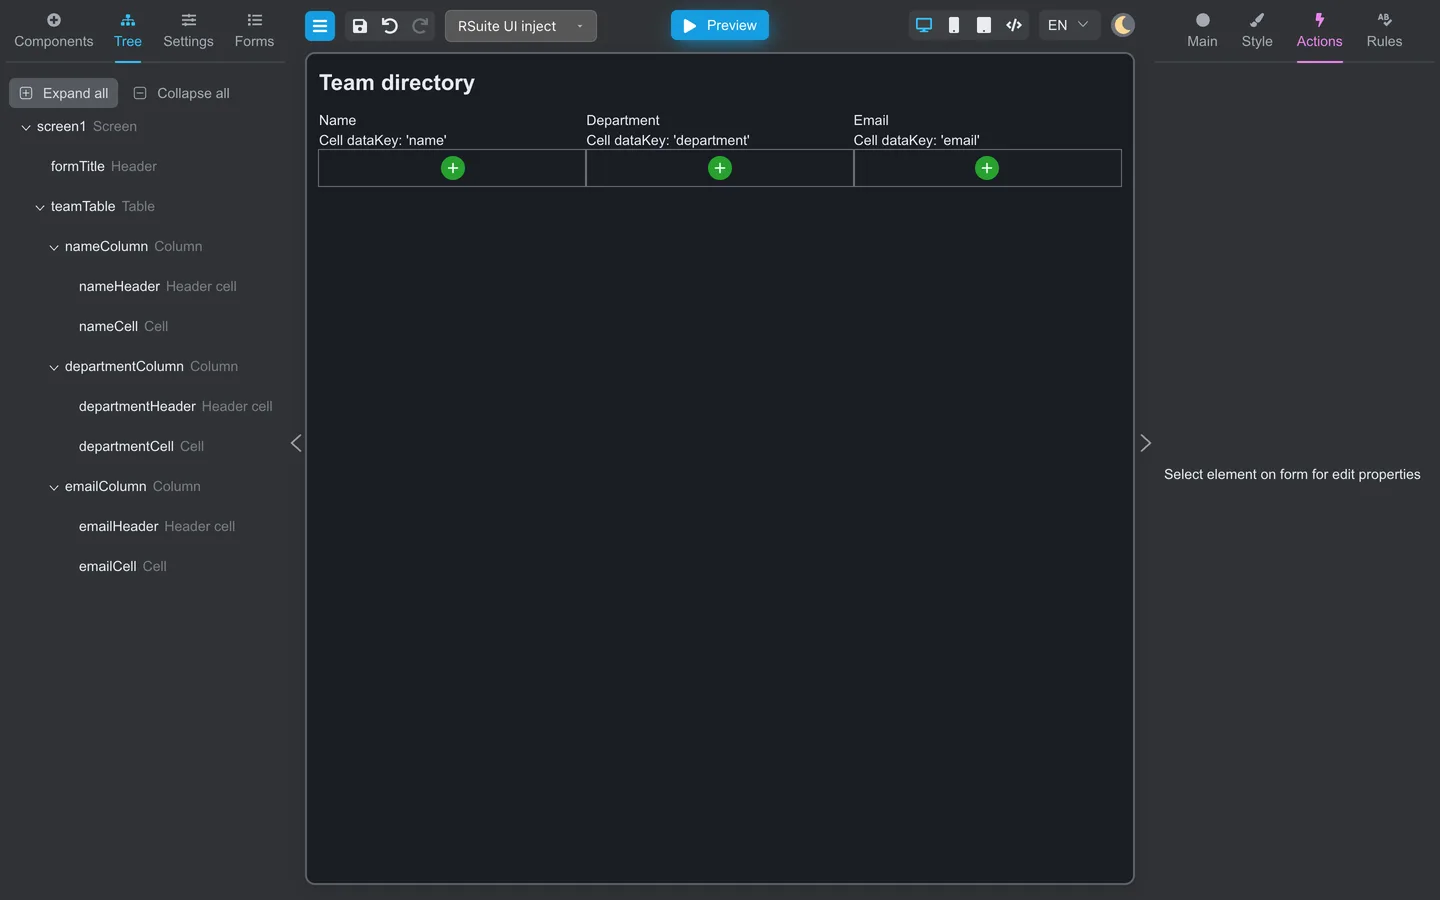 Components
Tree
Settings
Forms
RSuite UI inject
Preview
EN
Main
Style
Actions
AB
Rules
Expand all
Collapse all
screen1 Screen
formTitle Header
teamTable Table
nameColumn Column
nameHeader Header cell
nameCell Cell
departmentColumn Column
departmentHeader Header cell
departmentCell Cell
emailColumn Column
emailHeader Header cell
emailCell Cell
Team directory
Name
Department
Email
Cell dataKey: 'name'
Cell dataKey: 'department'
Cell dataKey: 'email'
Select element on form for edit properties